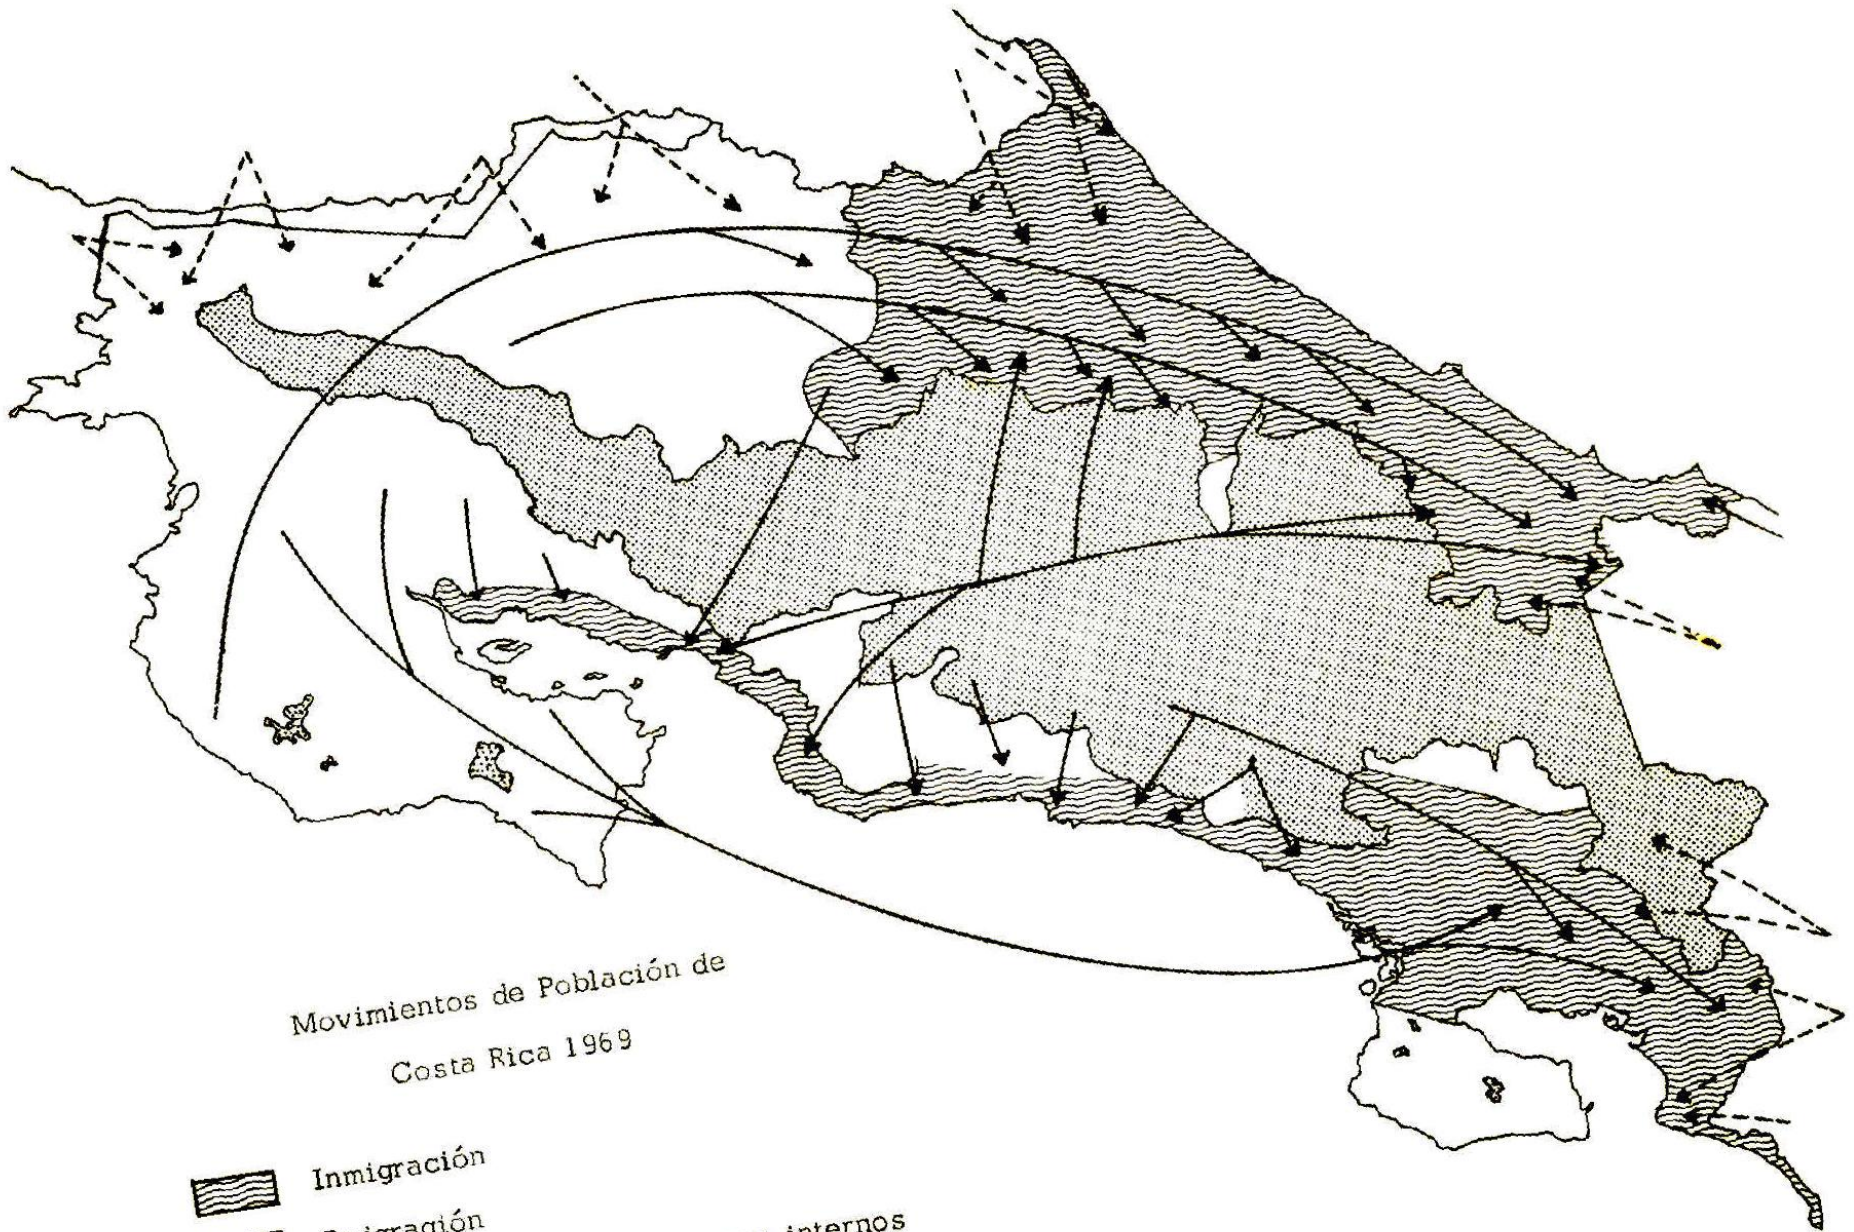 Movimientos de Población de
Costa Rica 1969
Inmigración
internos